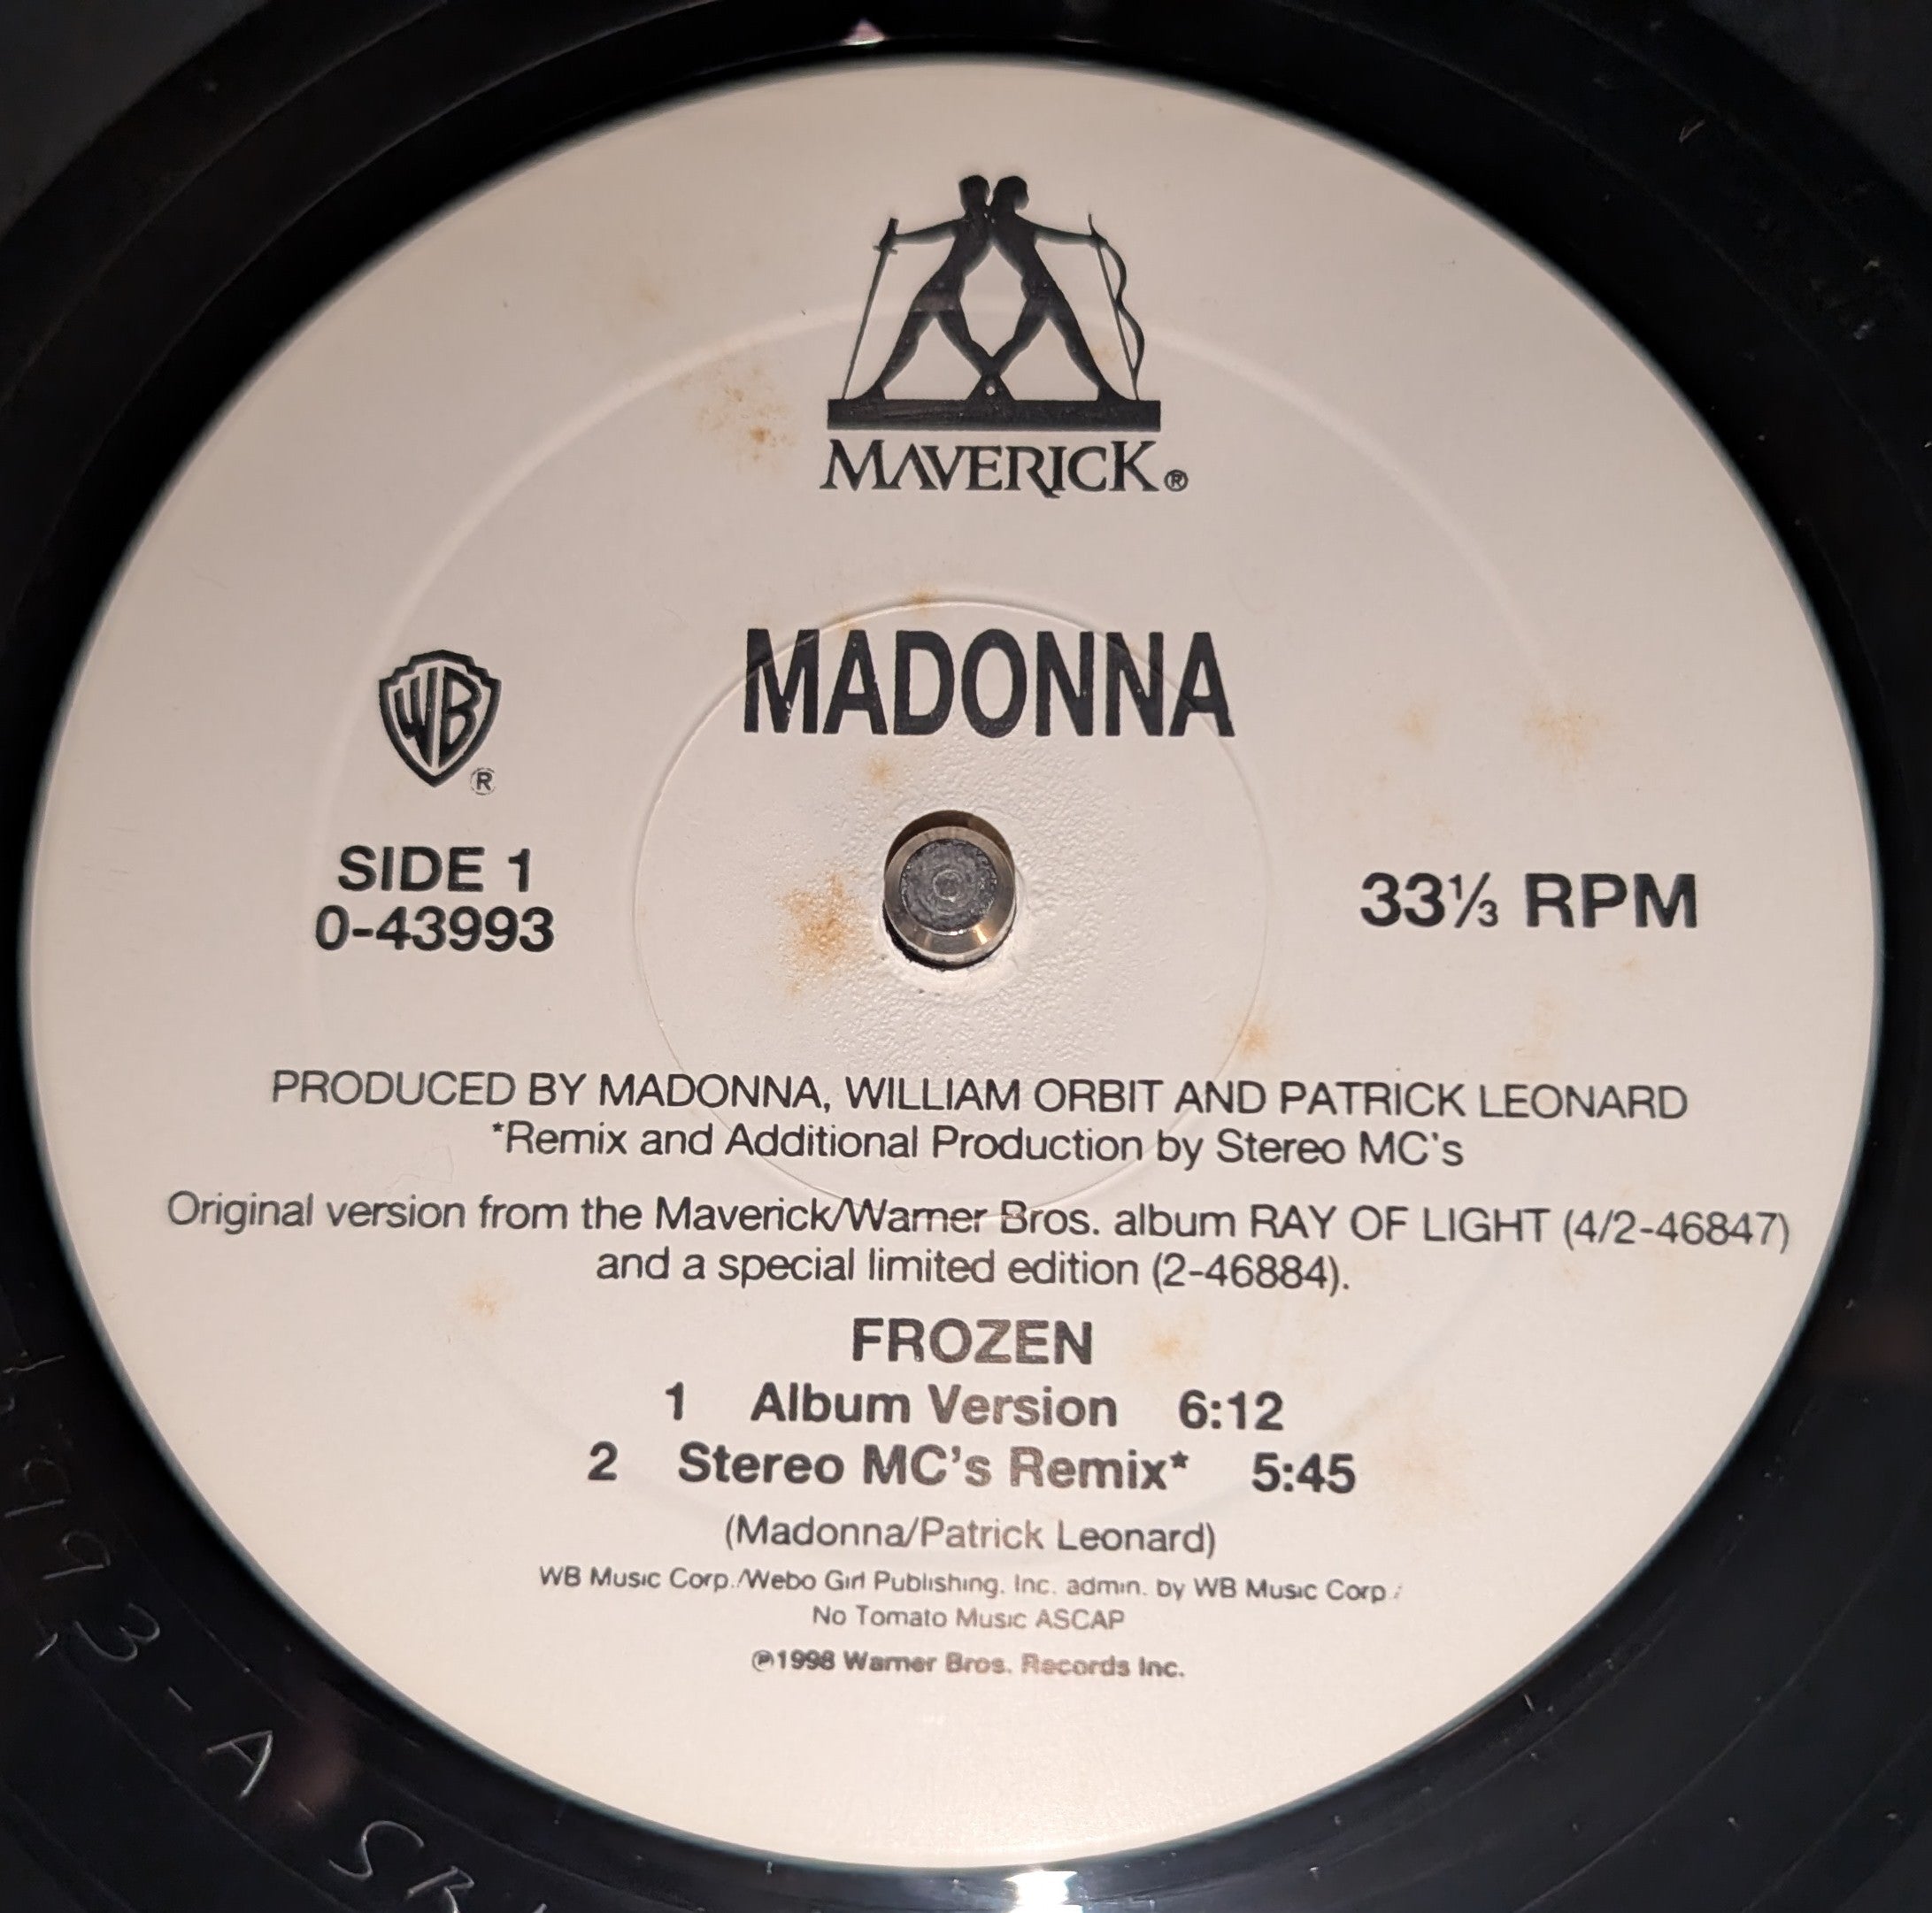 MAVERICK®
MADONNA
WB
®
SIDE 1
0-43993
33⅓ RPM
PRODUCED BY MADONNA, WILLIAM ORBIT AND PATRICK LEONARD
*Remix and Additional Production by Stereo MC's
Original version from the Maverick/Warner Bros. album RAY OF LIGHT (4/2-46847)
and a special limited edition (2-46884).
FROZEN
1 Album Version 6:12
2 Stereo MC's Remix* 5:45
(Madonna/Patrick Leonard)
WB Music Corp./Webo Girl Publishing, Inc. admin. by WB Music Corp./
No Tomato Music ASCAP
℗1998 Warner Bros. Records Inc.
993-A-SR